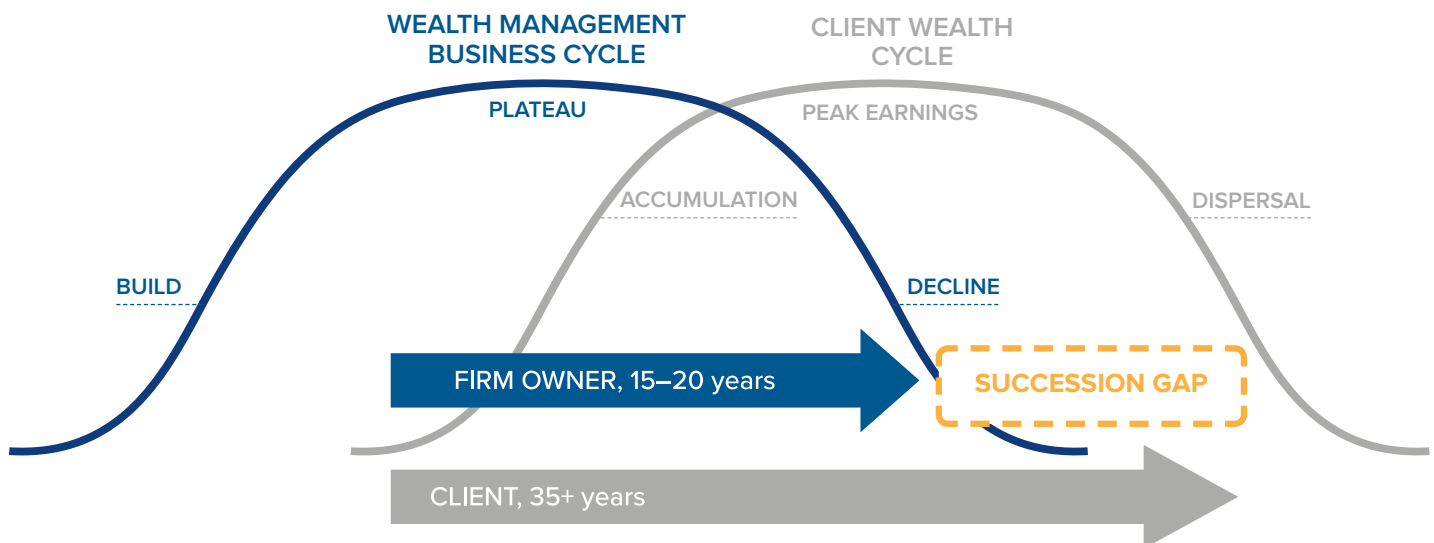 WEALTH MANAGEMENT
BUSINESS CYCLE
CLIENT WEALTH
CYCLE
PLATEAU
PEAK EARNINGS
ACCUMULATION
DISPERSAL
BUILD
DECLINE
FIRM OWNER, 15–20 years
SUCCESSION GAP
CLIENT, 35+ years